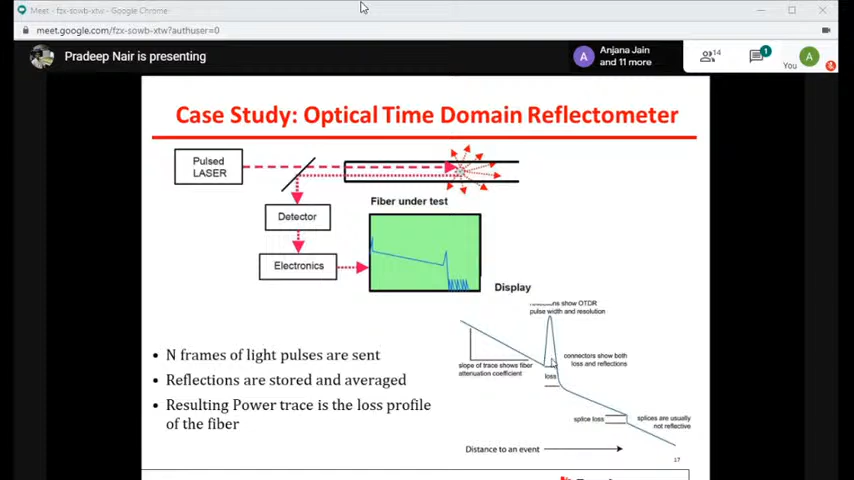 Meet - fzx-sowb-xtw - Google Chrome
meet.google.com/fzx-sowb-xtw?authuser=0
Pradeep Nair is presenting
A
Anjana Jain
and 11 more
14
1
You
A
Case Study: Optical Time Domain Reflectometer
Pulsed
LASER
Detector
Fiber under test
Electronics
Display
show OTDR
pulse width and resolution
connectors show both
loss and reflections
slope of trace shows fiber
attenuation coefficient
loss
splice loss
splices are usually
not reflective
Distance to an event
• N frames of light pulses are sent
• Reflections are stored and averaged
• Resulting Power trace is the loss profile
of the fiber
17